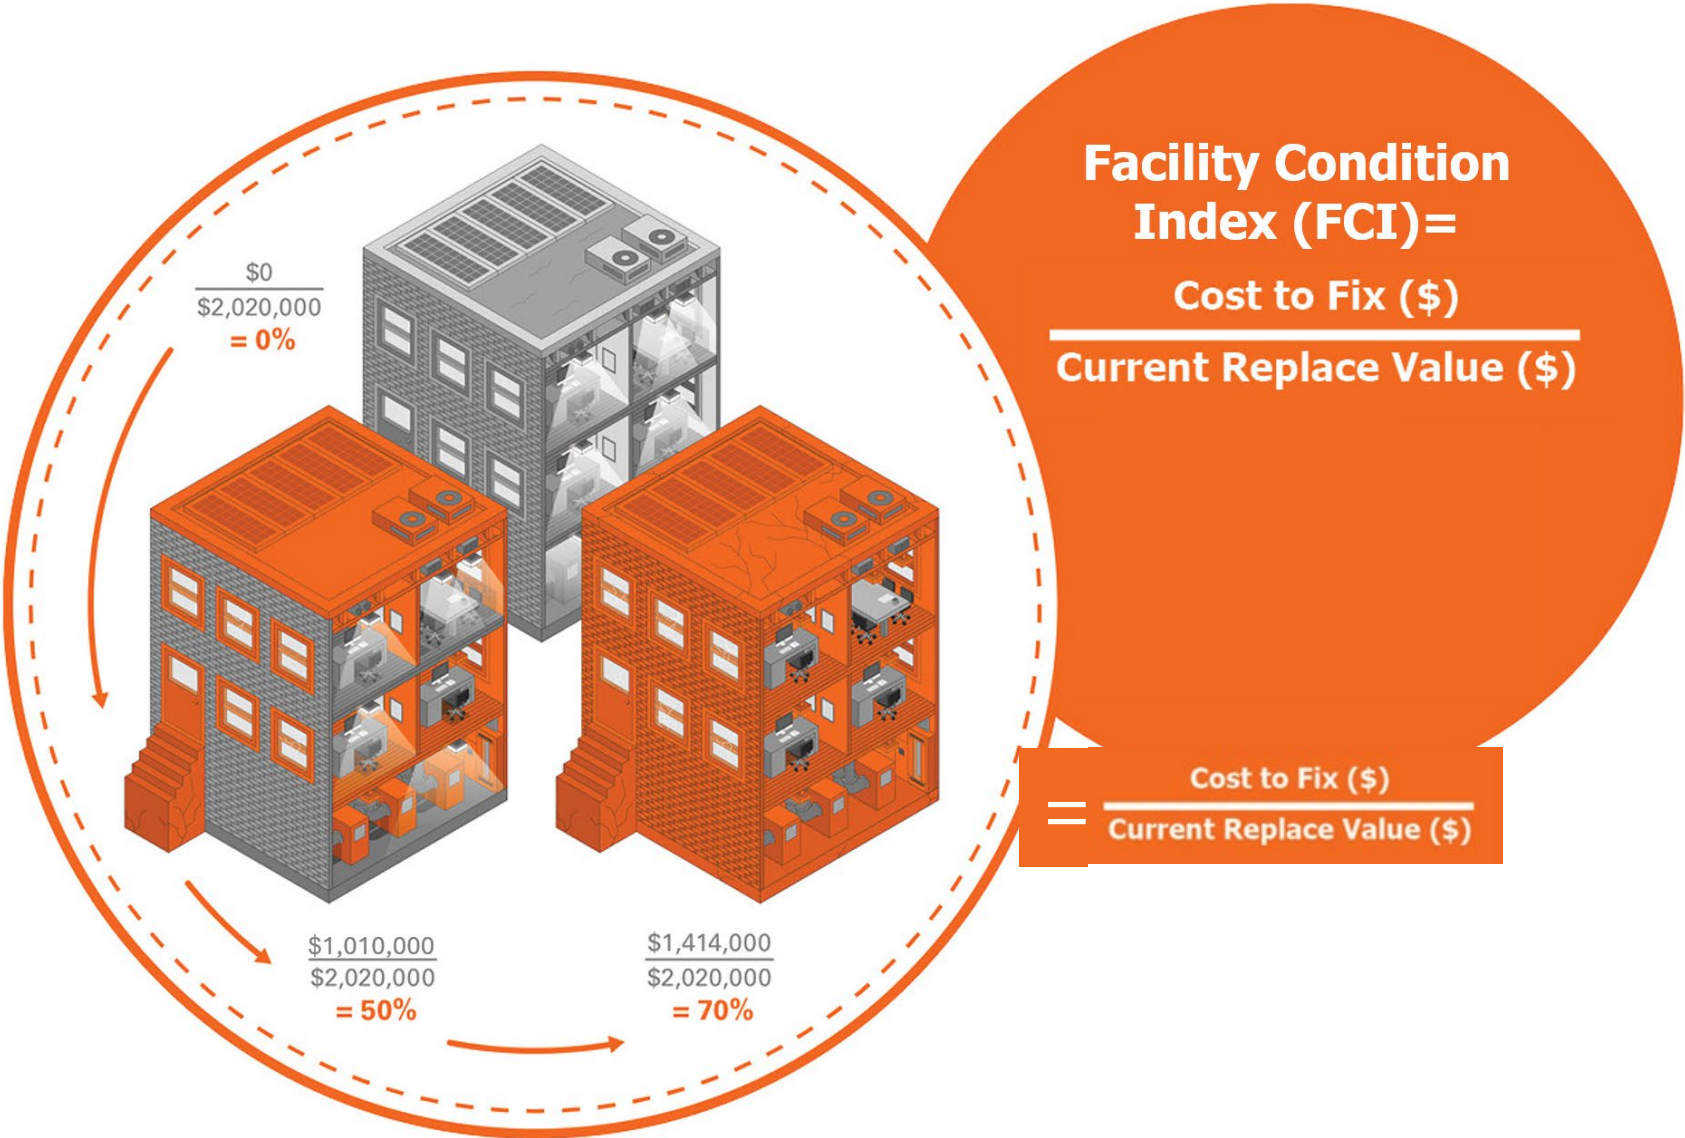 Facility Condition
Index (FCI)=
Cost to Fix ($)
Current Replace Value ($)
$0
$2,020,000
= 0%
= Cost to Fix ($)
Current Replace Value ($)
$1,010,000
$2,020,000
= 50%
$1,414,000
$2,020,000
= 70%